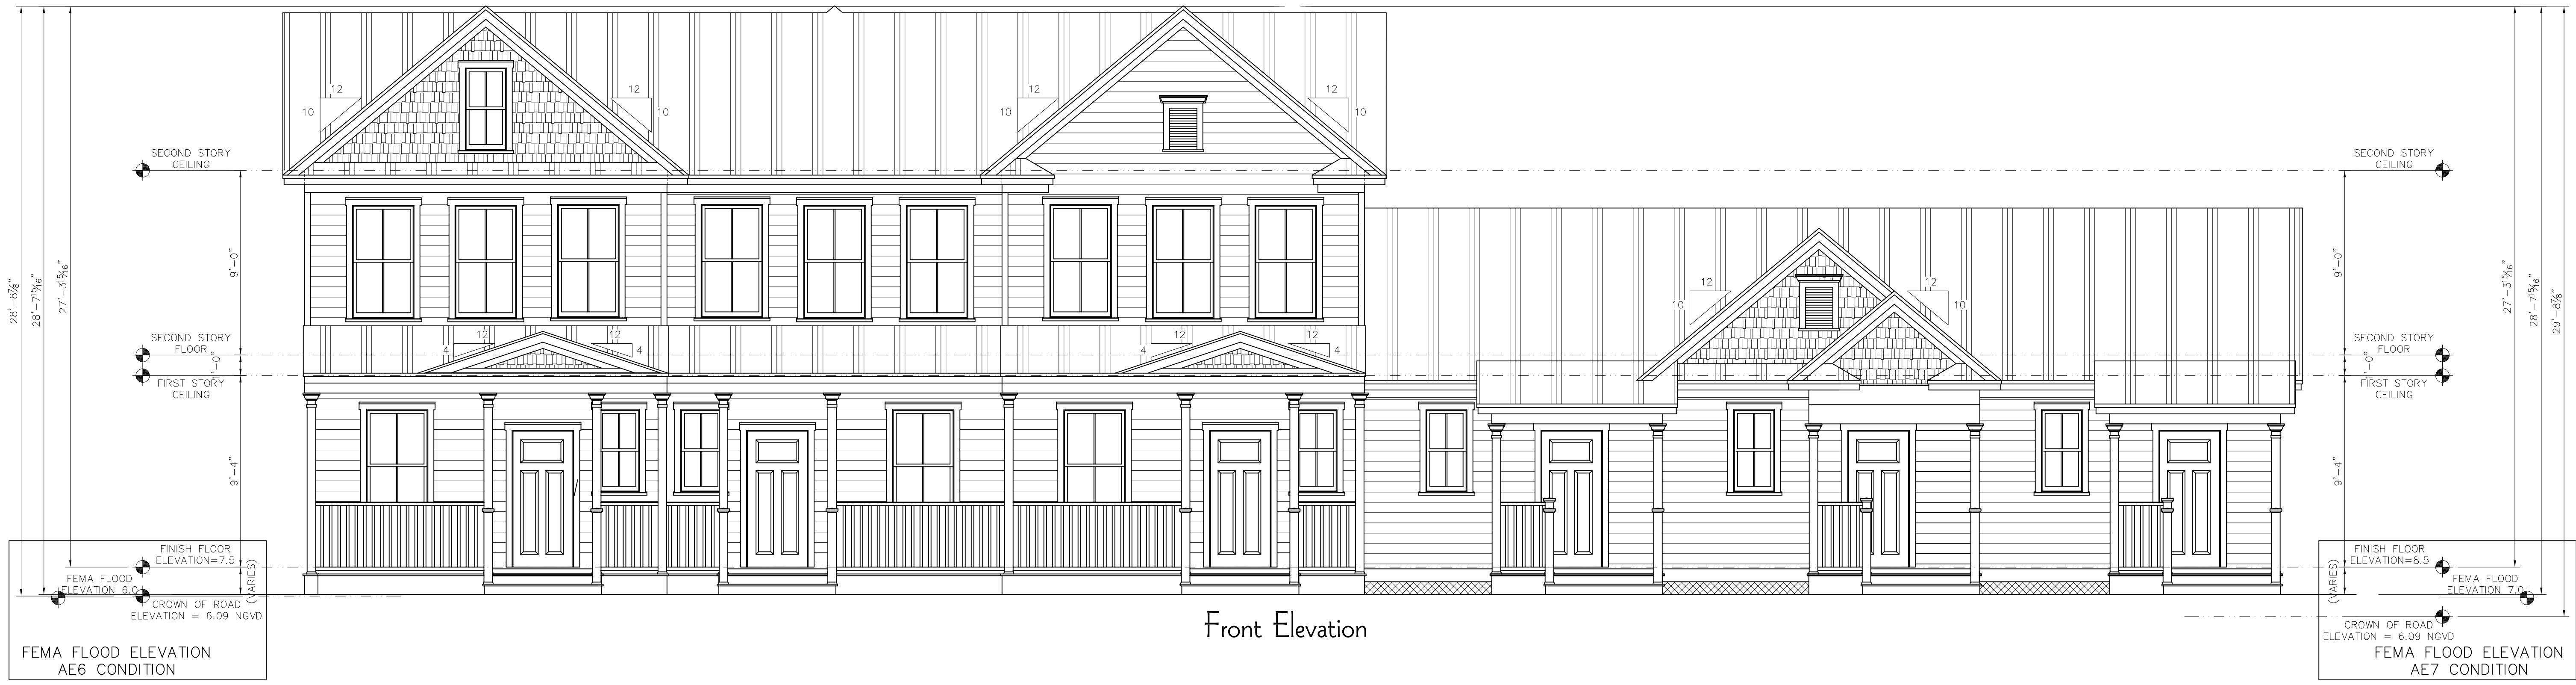 12
10
12
10
12
10
12
10
SECOND STORY
CEILING
SECOND STORY
CEILING
28'-8⅞"
28'-7¹⁵⁄₁₆"
27'-3¹⁵⁄₁₆"
9'-0"
9'-0"
27'-3¹⁵⁄₁₆"
28'-7¹⁵⁄₁₆"
29'-8⅞"
12
10
12
10
SECOND STORY
FLOOR
12
4
12
4
12
4
12
4
SECOND STORY
FLOOR
1'-0"
1'-0"
FIRST STORY
CEILING
FIRST STORY
CEILING
9'-4"
9'-4"
FINISH FLOOR
ELEVATION=7.5
FEMA FLOOD
ELEVATION 6.0
(VARIES)
CROWN OF ROAD
ELEVATION = 6.09 NGVD
FEMA FLOOD ELEVATION
AE6 CONDITION
Front Elevation
FINISH FLOOR
ELEVATION=8.5
FEMA FLOOD
ELEVATION 7.0
(VARIES)
CROWN OF ROAD
ELEVATION = 6.09 NGVD
FEMA FLOOD ELEVATION
AE7 CONDITION